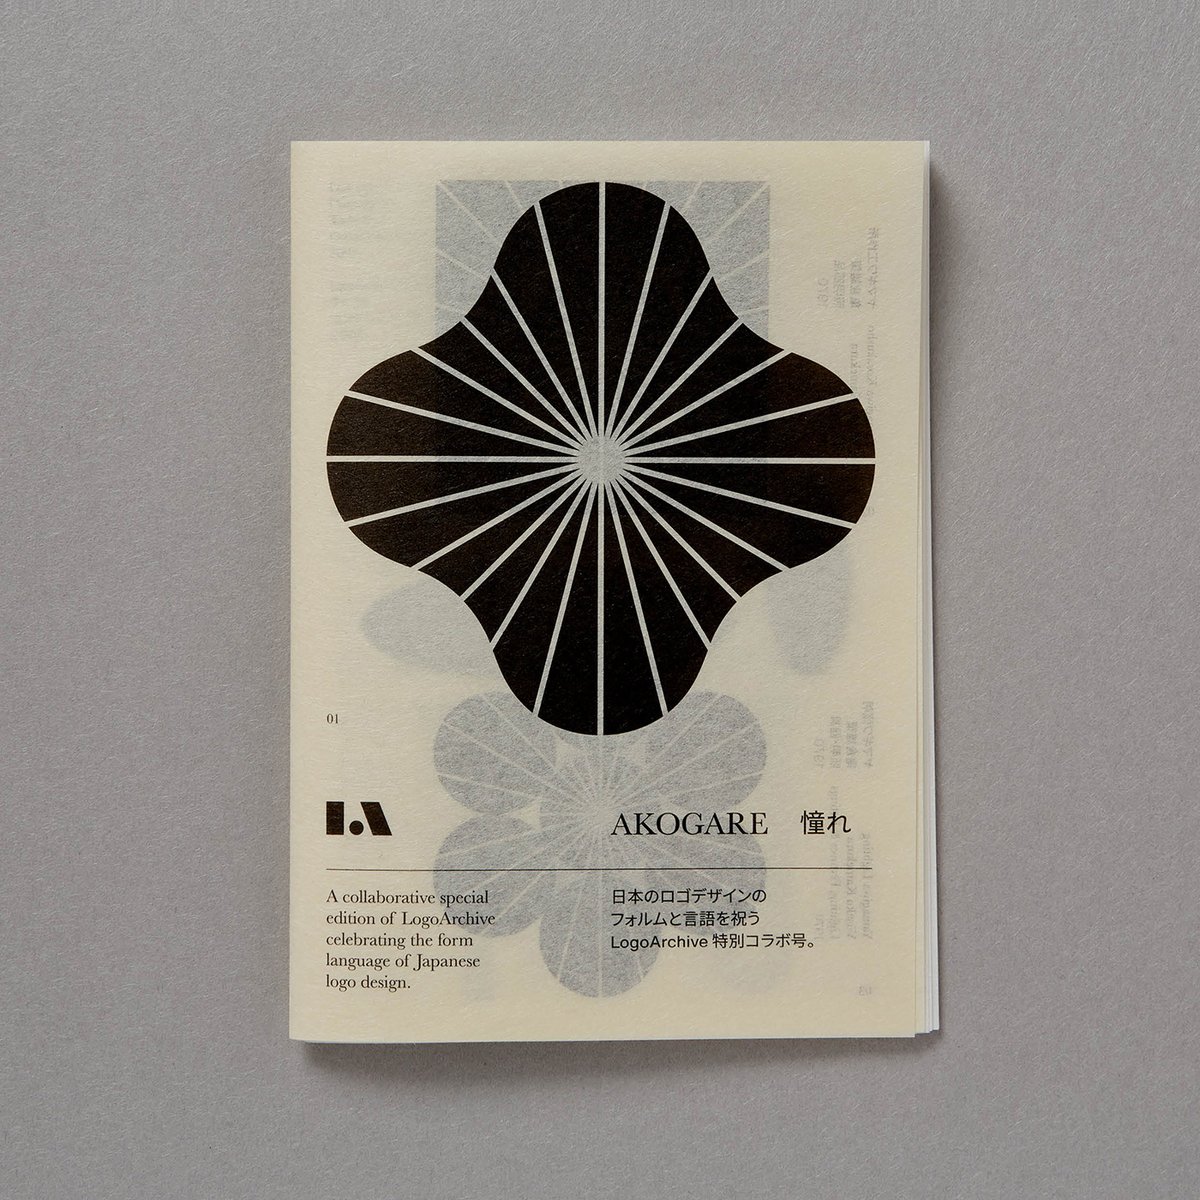 01
LA
AKOGARE 憧れ
A collaborative special
edition of LogoArchive
celebrating the form
language of Japanese
logo design.
日本のロゴデザインの
フォルムと言語を祝う
LogoArchive 特別コラボ号。